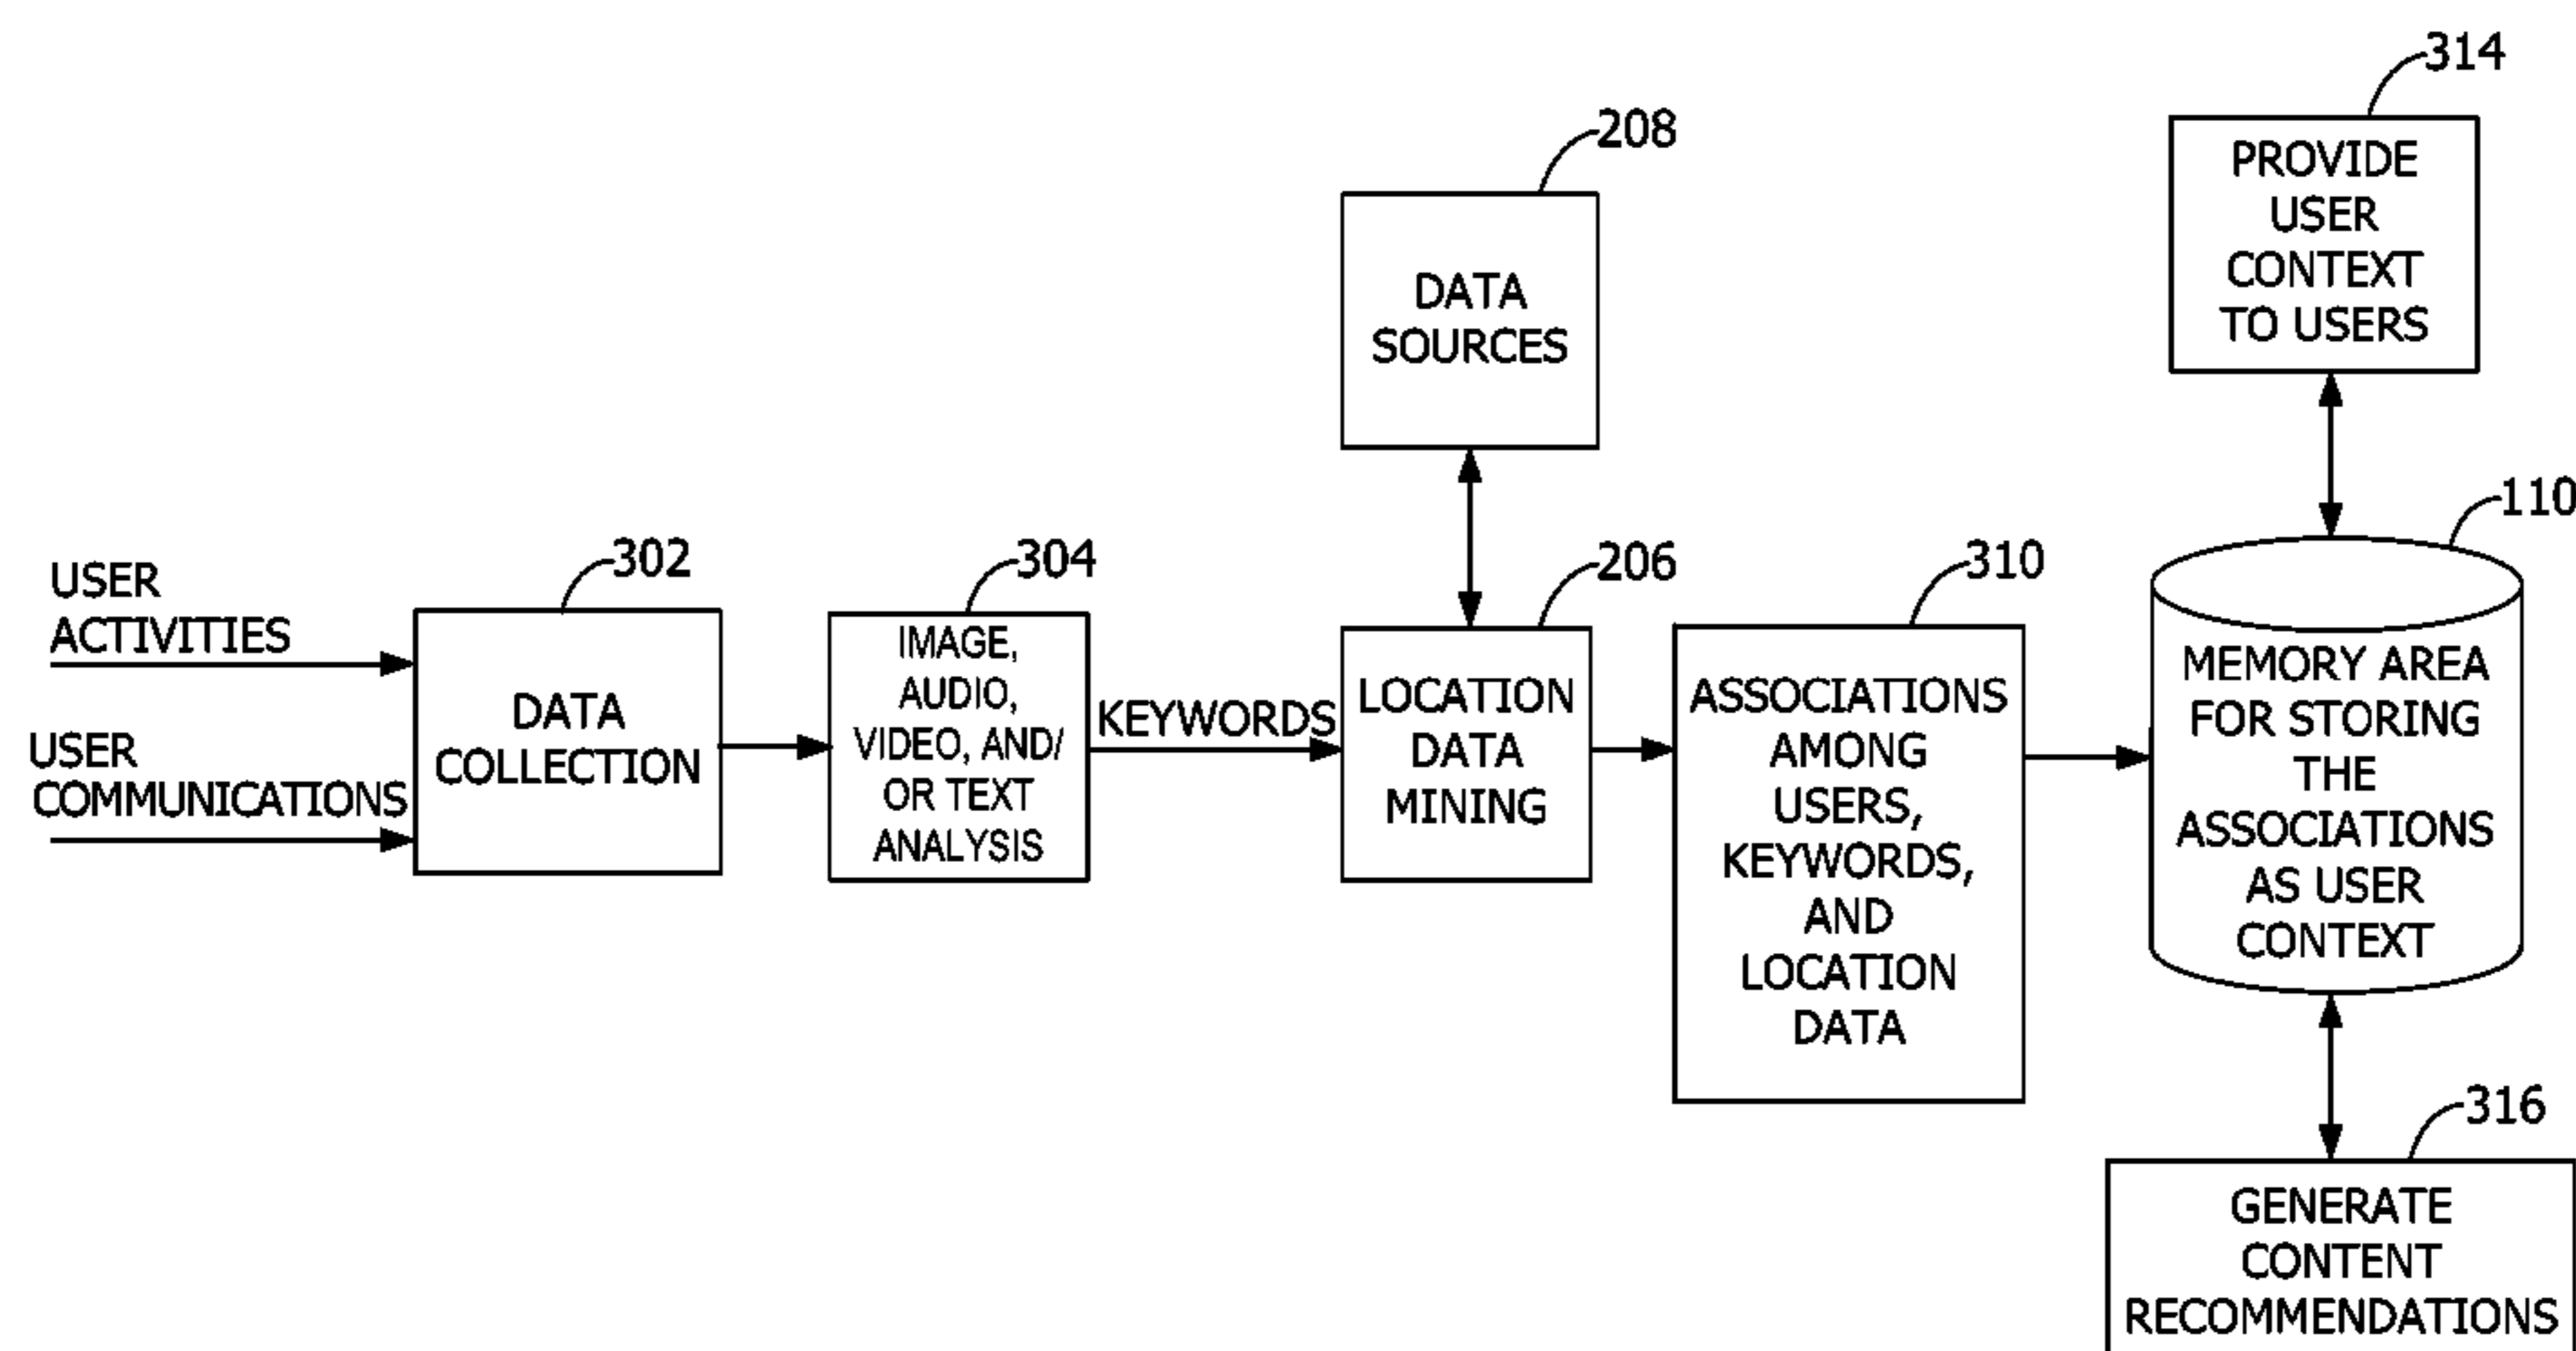 314
PROVIDE
USER
CONTEXT
TO USERS
208
DATA
SOURCES
110
302
304
206
310
USER
ACTIVITIES
USER
COMMUNICATIONS
DATA
COLLECTION
IMAGE,
AUDIO,
VIDEO, AND/
OR TEXT
ANALYSIS
KEYWORDS
LOCATION
DATA
MINING
ASSOCIATIONS
AMONG
USERS,
KEYWORDS,
AND
LOCATION
DATA
MEMORY AREA
FOR STORING
THE
ASSOCIATIONS
AS USER
CONTEXT
316
GENERATE
CONTENT
RECOMMENDATIONS